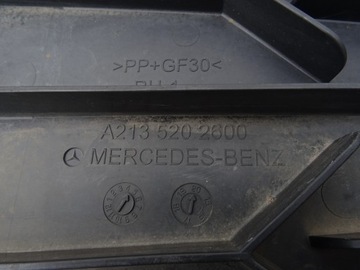 >PP+GF30<
A213 520 2600
MERCEDES-BENZ